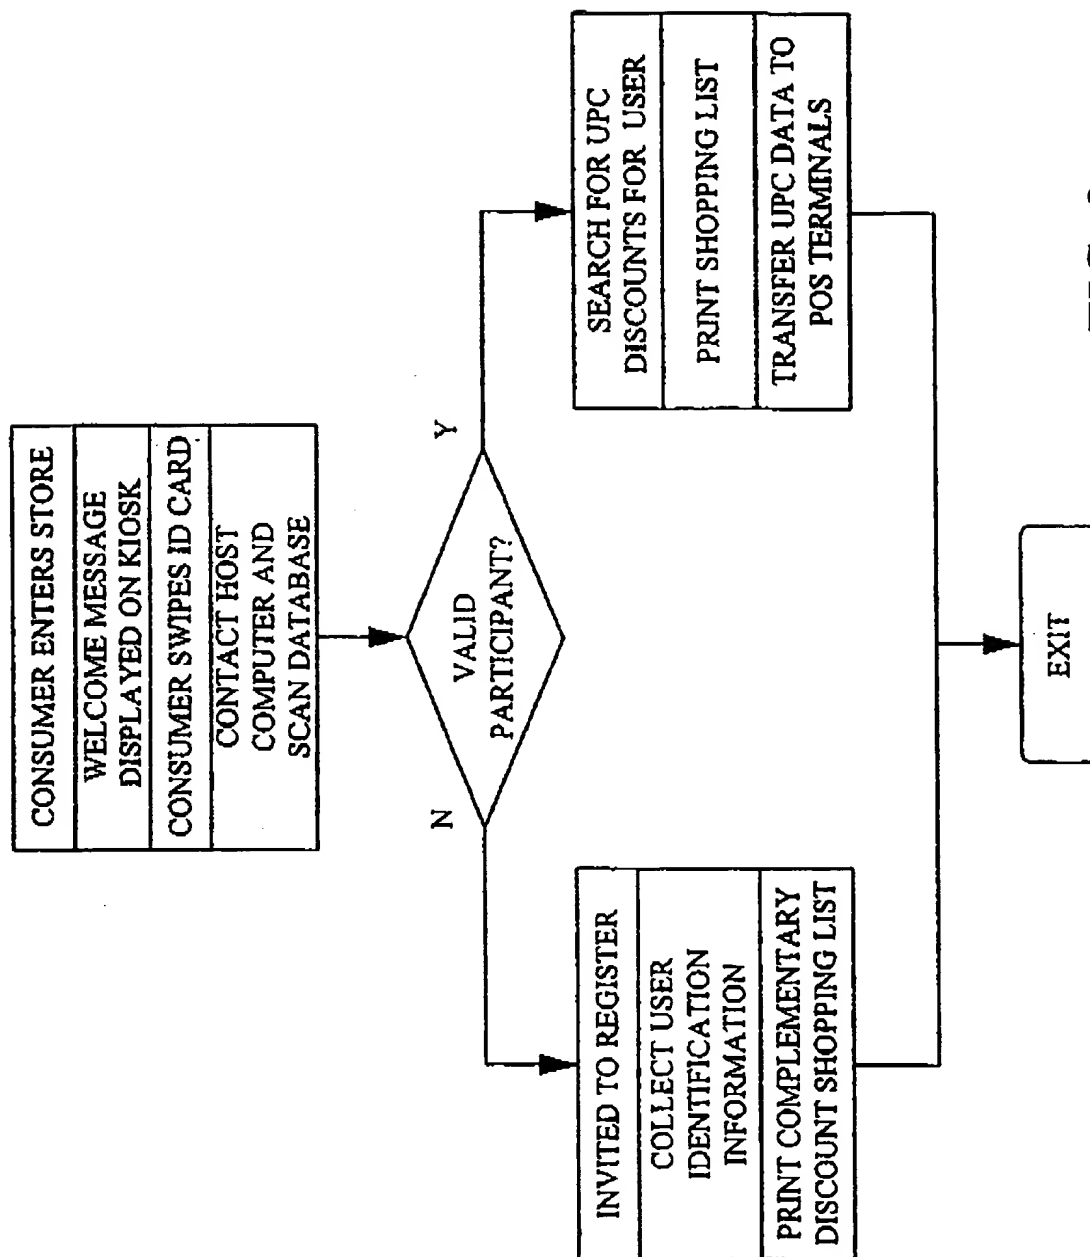 CONSUMER ENTERS STORE
WELCOME MESSAGE
DISPLAYED ON KIOSK
CONSUMER SWIPES ID CARD
CONTACT HOST
COMPUTER AND
SCAN DATABASE
VALID
PARTICIPANT?
N
Y
INVITED TO REGISTER
COLLECT USER
IDENTIFICATION
INFORMATION
PRINT COMPLEMENTARY
DISCOUNT SHOPPING LIST
SEARCH FOR UPC
DISCOUNTS FOR USER
PRINT SHOPPING LIST
TRANSFER UPC DATA TO
POS TERMINALS
EXIT